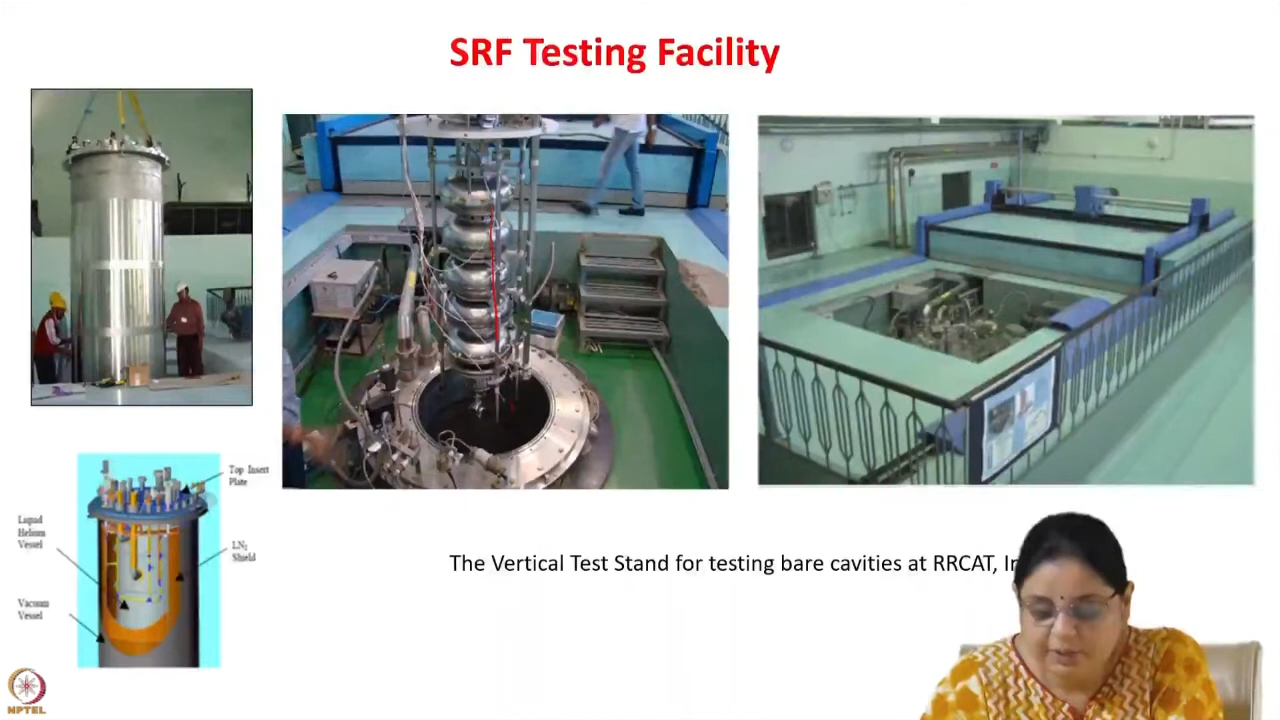 SRF Testing Facility
Top Insert
Plate
Liquid
Helium
Vessel
LN2
Shield
Vacuum
Vessel
The Vertical Test Stand for testing bare cavities at RRCAT,
NPTEL